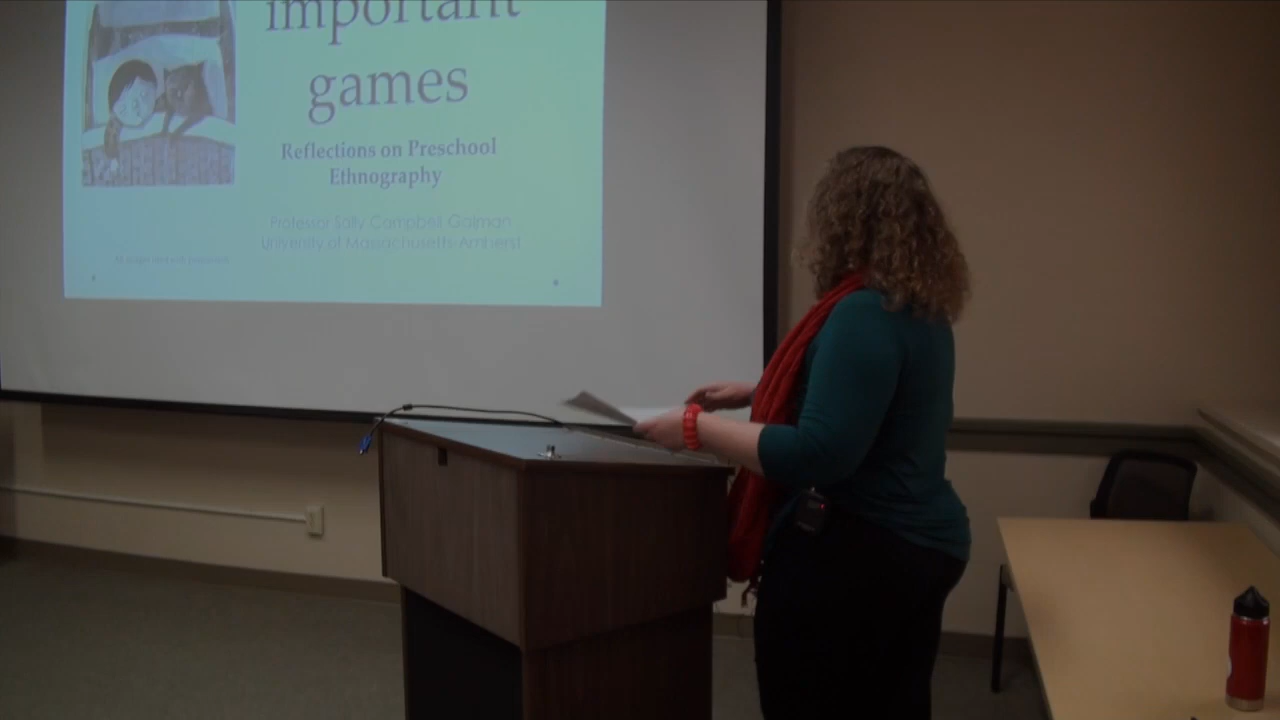 important
games
Reflections on Preschool
Ethnography
Professor Sally Campbell Galman
University of Massachusetts-Amherst